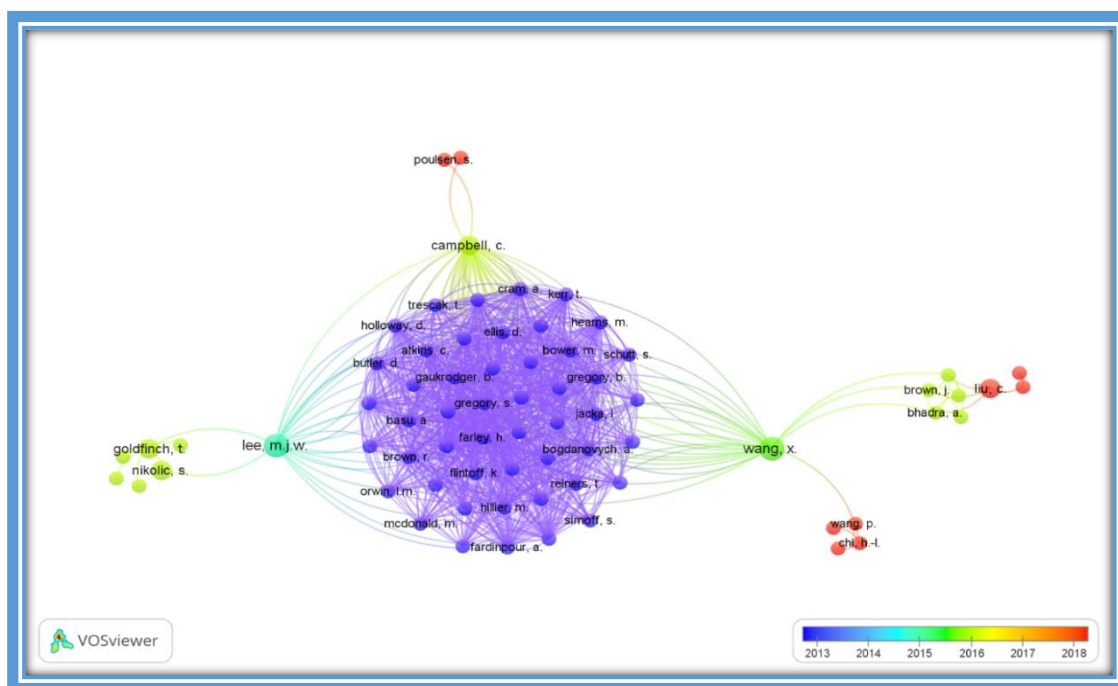 poulsen, s.
campbell, c.
cram, a.
kerr, t.
trescak, t.
holloway, d.
ellis, d.
hearns, m.
atkins, c.
bower, m.
schutt, s.
butler, d.
gaukrodger, b.
gregory, b.
gregory, s.
basu, a.
jacka, l.
farley, h.
lee, m.j.w.
wang, x.
brown, r.
bogdanovych, a.
flintoff, k.
reiners, t.
orwin, l.m.
hillier, m.
mcdonald, m.
simoff, s.
fardinpour, a.
goldfinch, t.
nikolic, s.
brown, j.
liu, c.
bhadra, a.
wang, p.
chi, h.-l.
VOSviewer
2013 2014 2015 2016 2017 2018